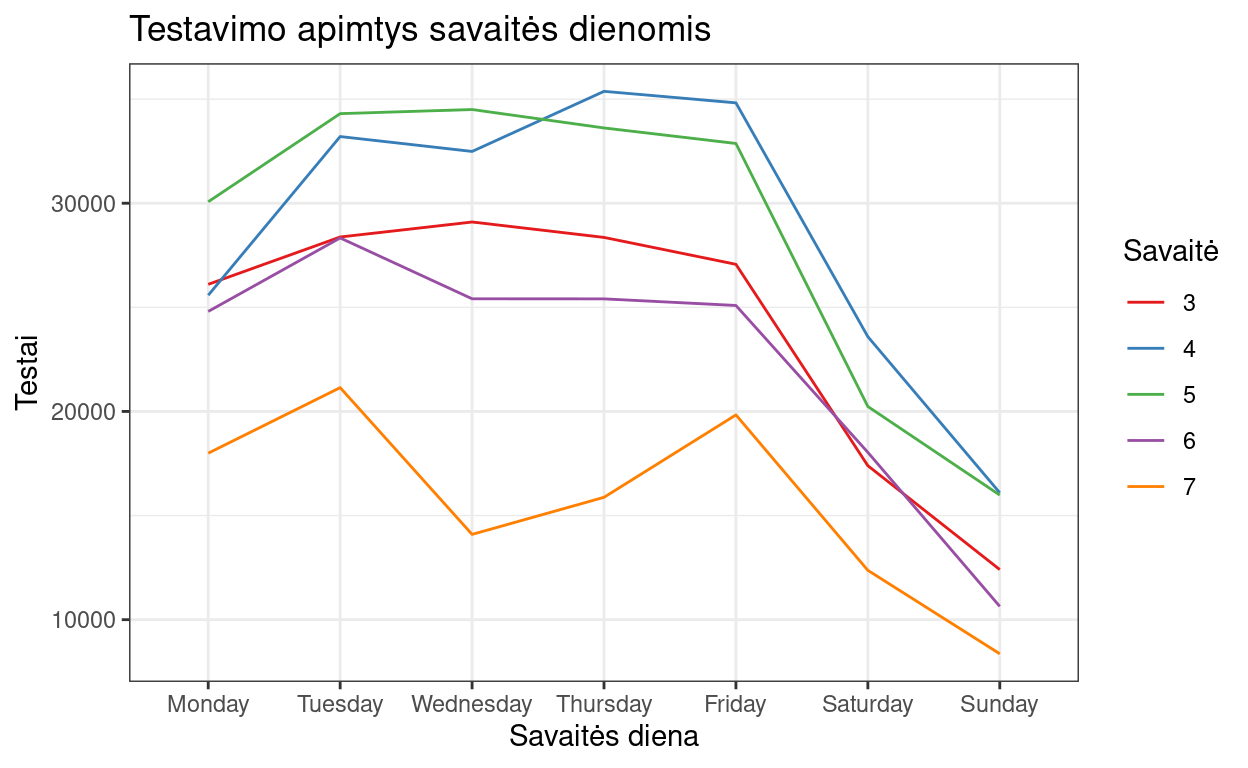 Testavimo apimtys savaitės dienomis
Testai
30000
20000
10000
Monday Tuesday Wednesday Thursday Friday Saturday Sunday
Savaitės diena
Savaitė
3
4
5
6
7